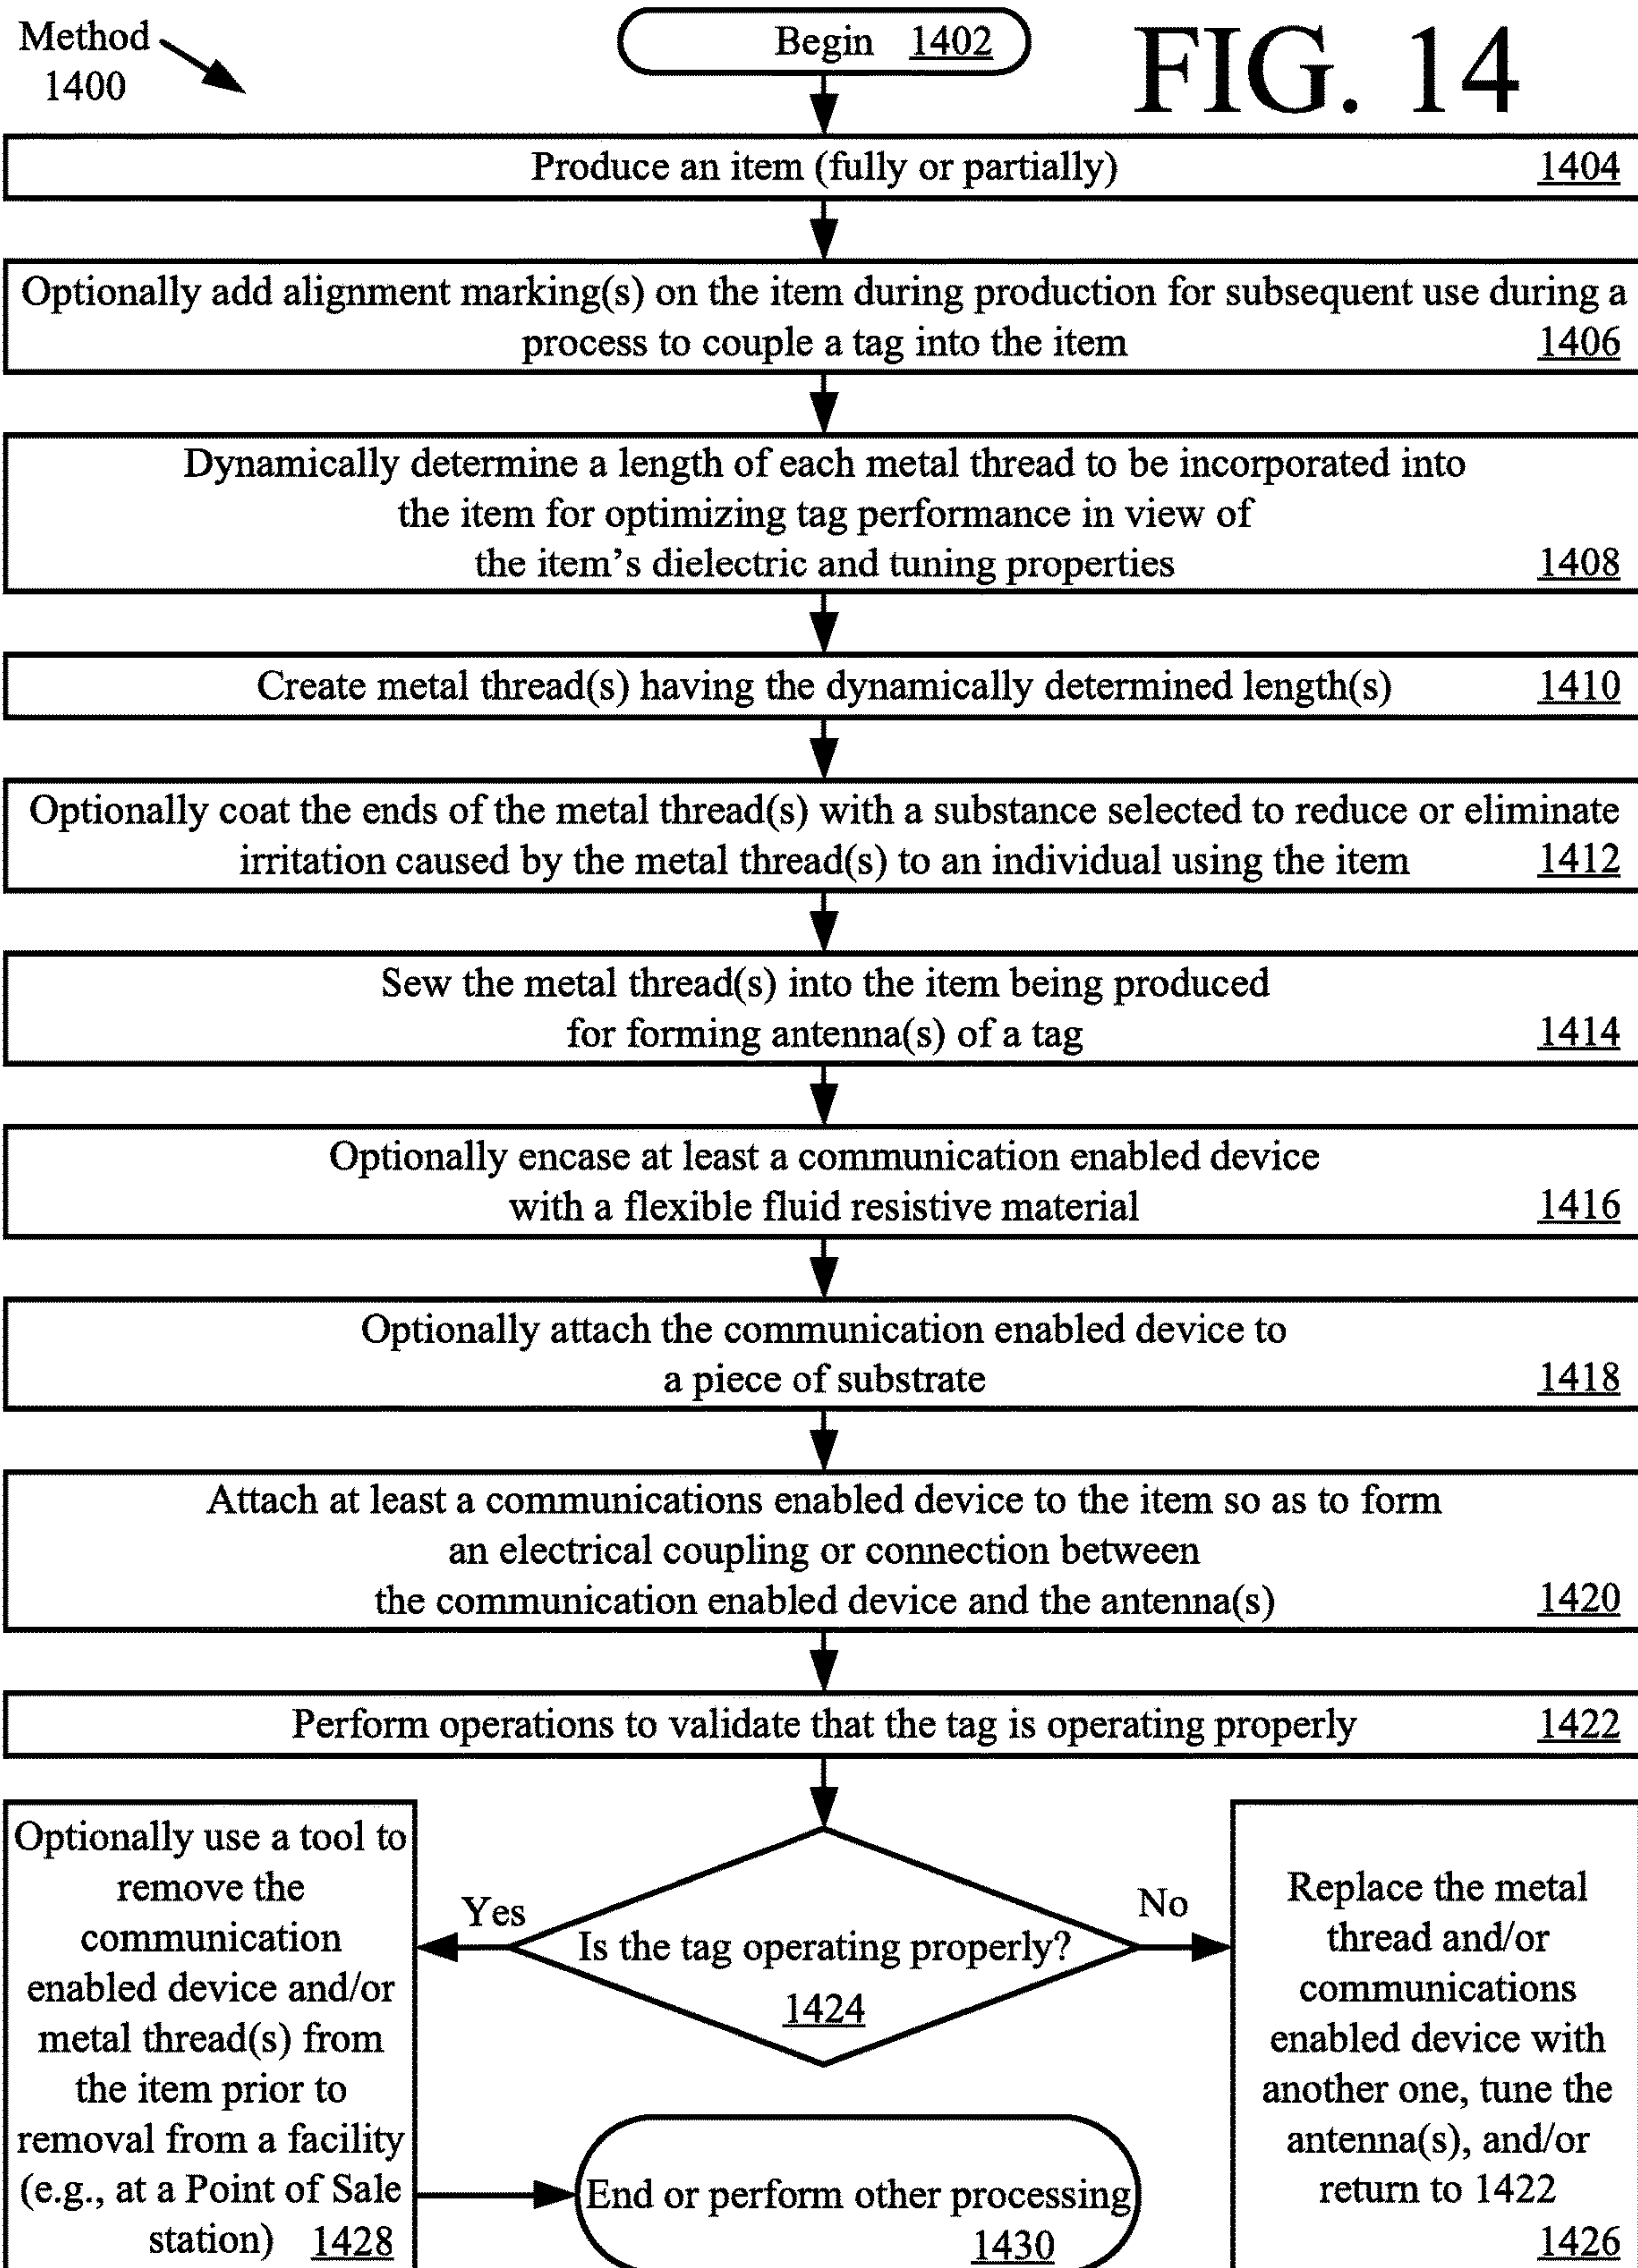 Method
1400
Begin 1402
FIG. 14
Produce an item (fully or partially) 1404
Optionally add alignment marking(s) on the item during production for subsequent use during a
process to couple a tag into the item 1406
Dynamically determine a length of each metal thread to be incorporated into
the item for optimizing tag performance in view of
the item's dielectric and tuning properties 1408
Create metal thread(s) having the dynamically determined length(s) 1410
Optionally coat the ends of the metal thread(s) with a substance selected to reduce or eliminate
irritation caused by the metal thread(s) to an individual using the item 1412
Sew the metal thread(s) into the item being produced
for forming antenna(s) of a tag 1414
Optionally encase at least a communication enabled device
with a flexible fluid resistive material 1416
Optionally attach the communication enabled device to
a piece of substrate 1418
Attach at least a communications enabled device to the item so as to form
an electrical coupling or connection between
the communication enabled device and the antenna(s) 1420
Perform operations to validate that the tag is operating properly 1422
Optionally use a tool to
remove the
communication
enabled device and/or
metal thread(s) from
the item prior to
removal from a facility
(e.g., at a Point of Sale
station) 1428
Yes
Is the tag operating properly?
1424
No
Replace the metal
thread and/or
communications
enabled device with
another one, tune the
antenna(s), and/or
return to 1422
1426
End or perform other processing
1430